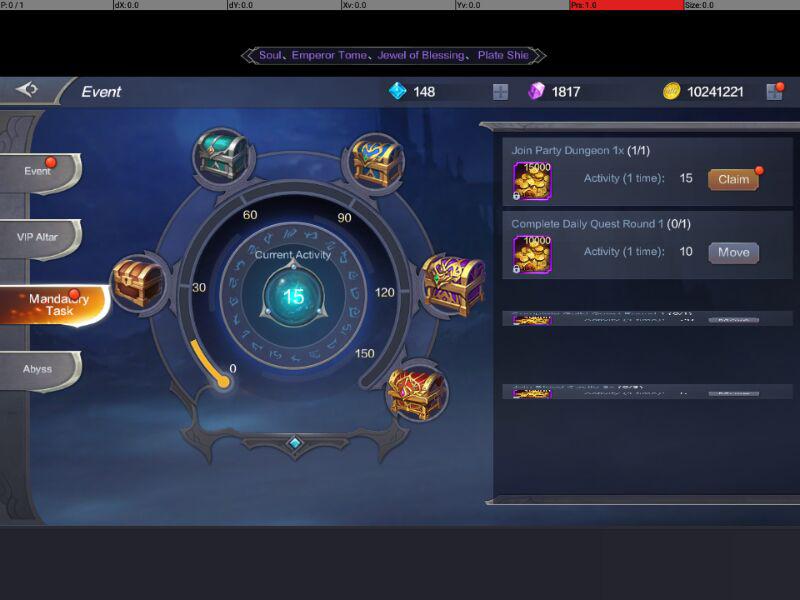 P: 0 / 1 dX: 0.0 dY: 0.0 Xv: 0.0 Yv: 0.0 Prs: 1.0 Size: 0.0
Soul、Emperor Tome、Jewel of Blessing、Plate Shie
Event 148 1817 10241221
Event
VIP Altar
Mandatory
Task
Abyss
60 90
30 120
0 150
Current Activity
15
Join Party Dungeon 1x (1/1)
15000
Activity (1 time): 15 Claim
Complete Daily Quest Round 1 (0/1)
10000
Activity (1 time): 10 Move